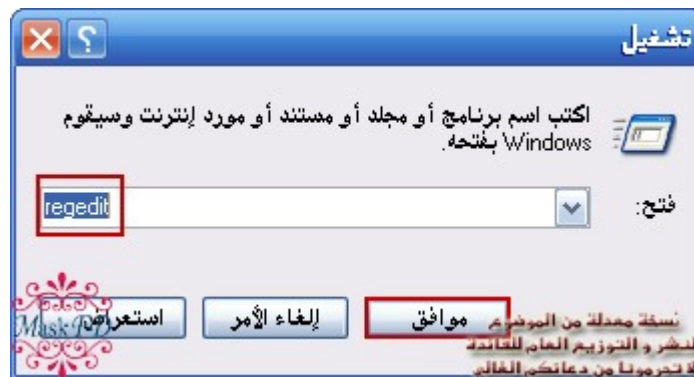 تشغيل
اكتب اسم برنامج أو مجلد أو مستند أو مورد إنترنت وسيقوم
Windows بفتحه.
فتح:
regedit
موافق
إلغاء الأمر
استعراض
Mask
نسخة معدلة من الموضوع
للنشر و التوزيع العام للفائدة
لا تحرمونا من دعائكم الغالي